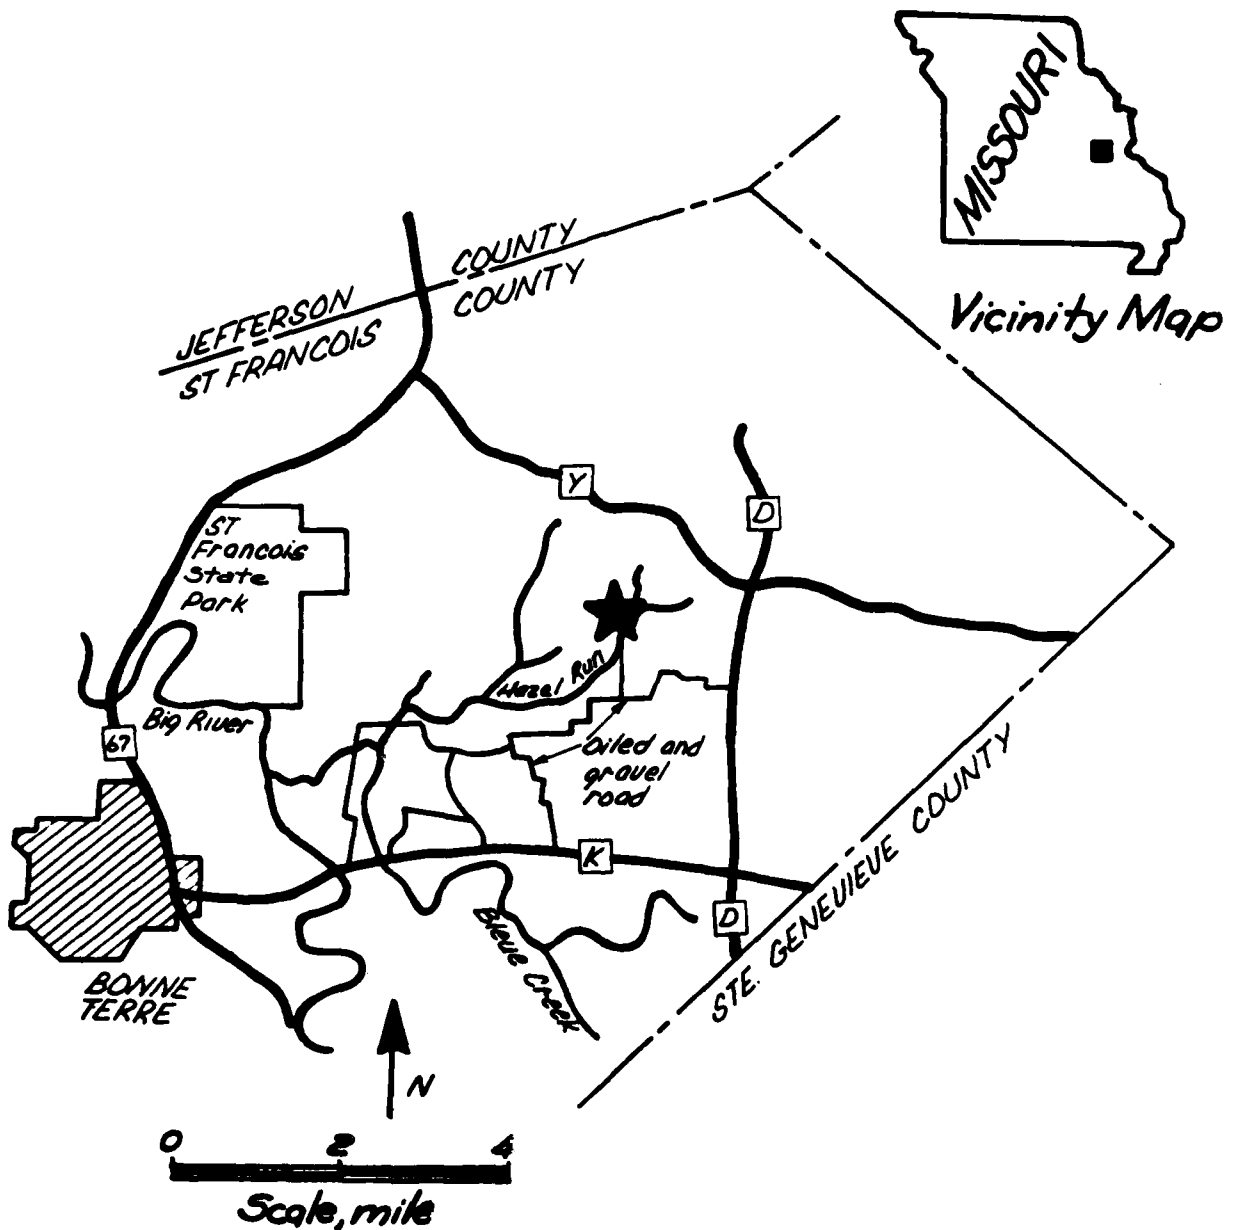 MISSOURI
Vicinity Map
JEFFERSON COUNTY
ST FRANCOIS COUNTY
Y
D
ST
Francois
State
Park
Hazel Run
Big River
67
Oiled and
gravel
road
K
D
STE. GENEVIEVE COUNTY
Bleue Creek
BONNE
TERRE
N
0 2 4
Scale, mile